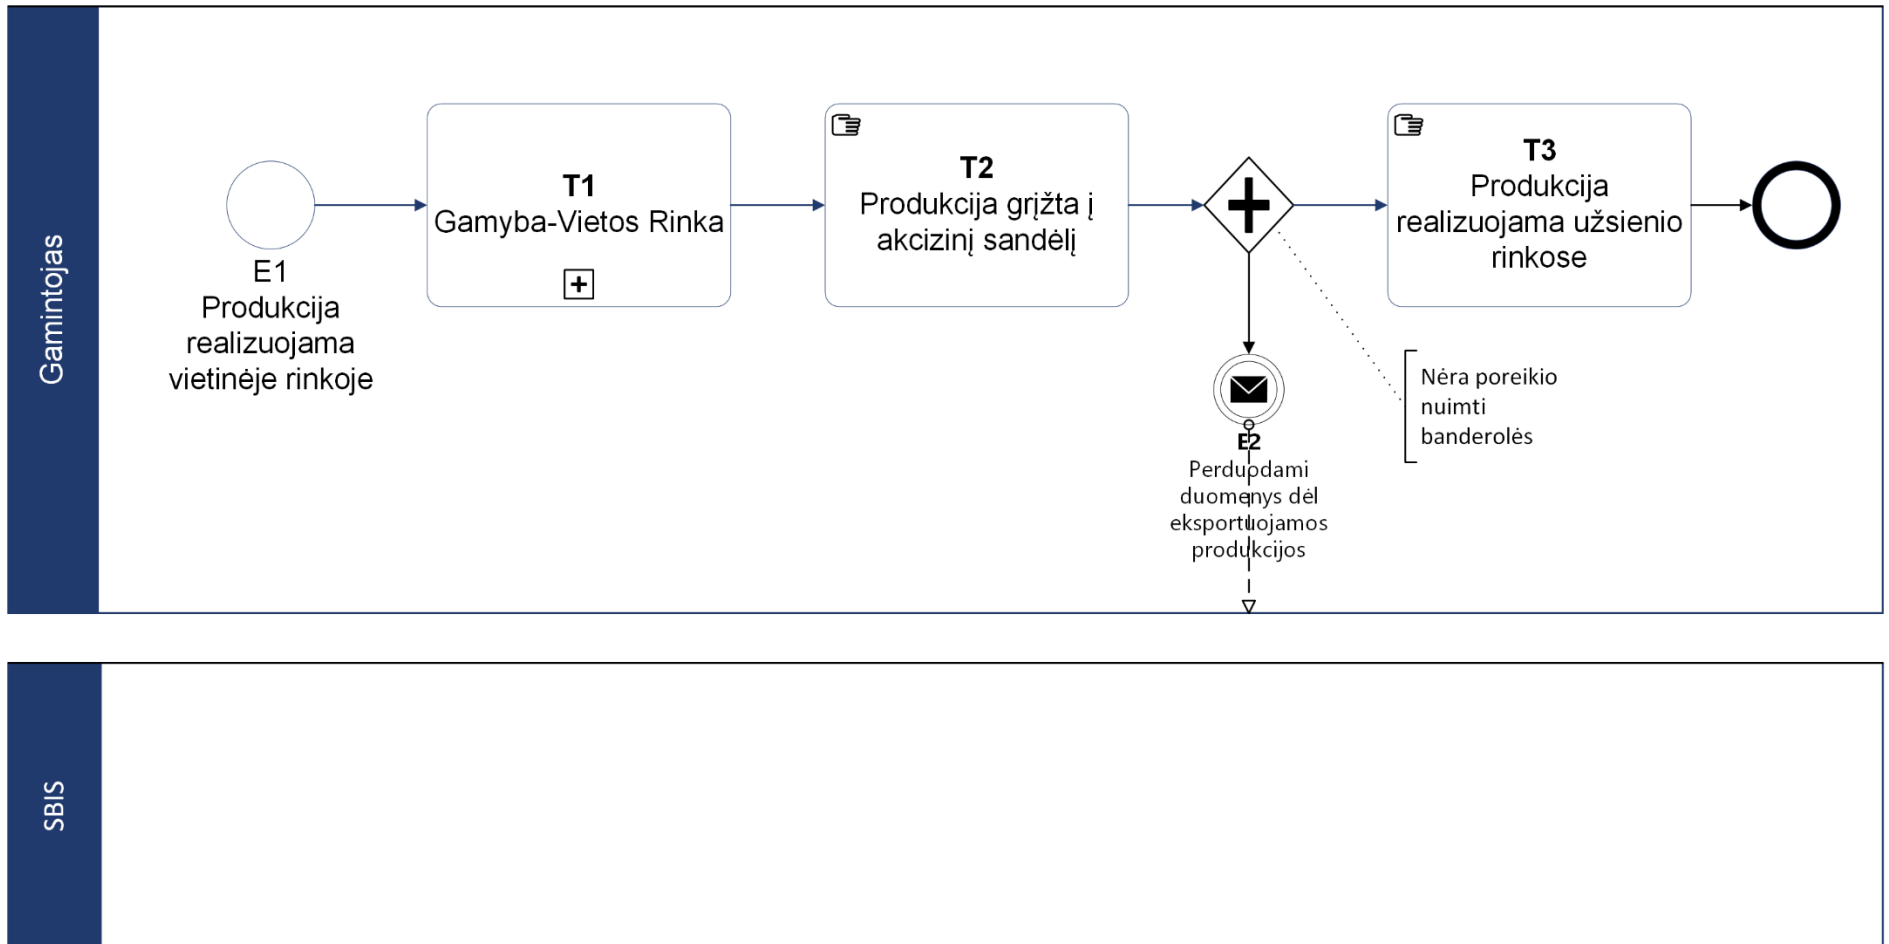 Gamintojas
E1
Produkcija
realizuojama
vietinėje rinkoje
T1
Gamyba-Vietos Rinka
T2
Produkcija grįžta į
akcizinį sandėlį
T3
Produkcija
realizuojama užsienio
rinkose
Nėra poreikio
nuimti
banderolės
E2
Perduodami
duomenys dėl
eksportuojamos
produkcijos
SBIS